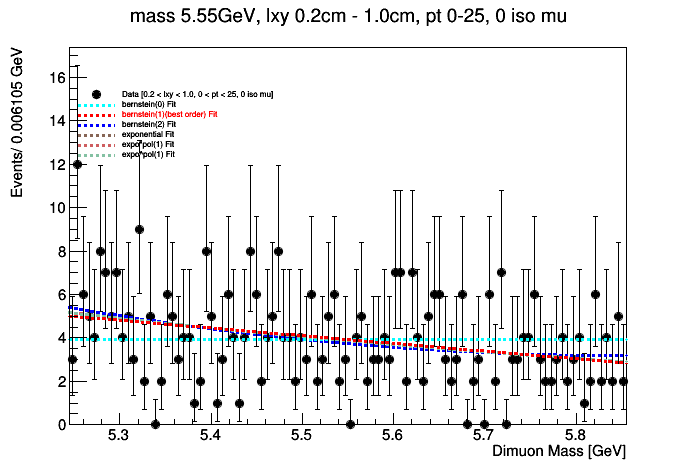 mass 5.55GeV, lxy 0.2cm - 1.0cm, pt 0-25, 0 iso mu
Events/ 0.006105 GeV
16
14
12
10
8
6
4
2
0
Data [0.2 < lxy < 1.0, 0 < pt < 25, 0 iso mu]
bernstein(0) Fit
bernstein(1)(best order) Fit
bernstein(2) Fit
exponential Fit
expo*pol(1) Fit
expo*pol(1) Fit
5.3 5.4 5.5 5.6 5.7 5.8
Dimuon Mass [GeV]